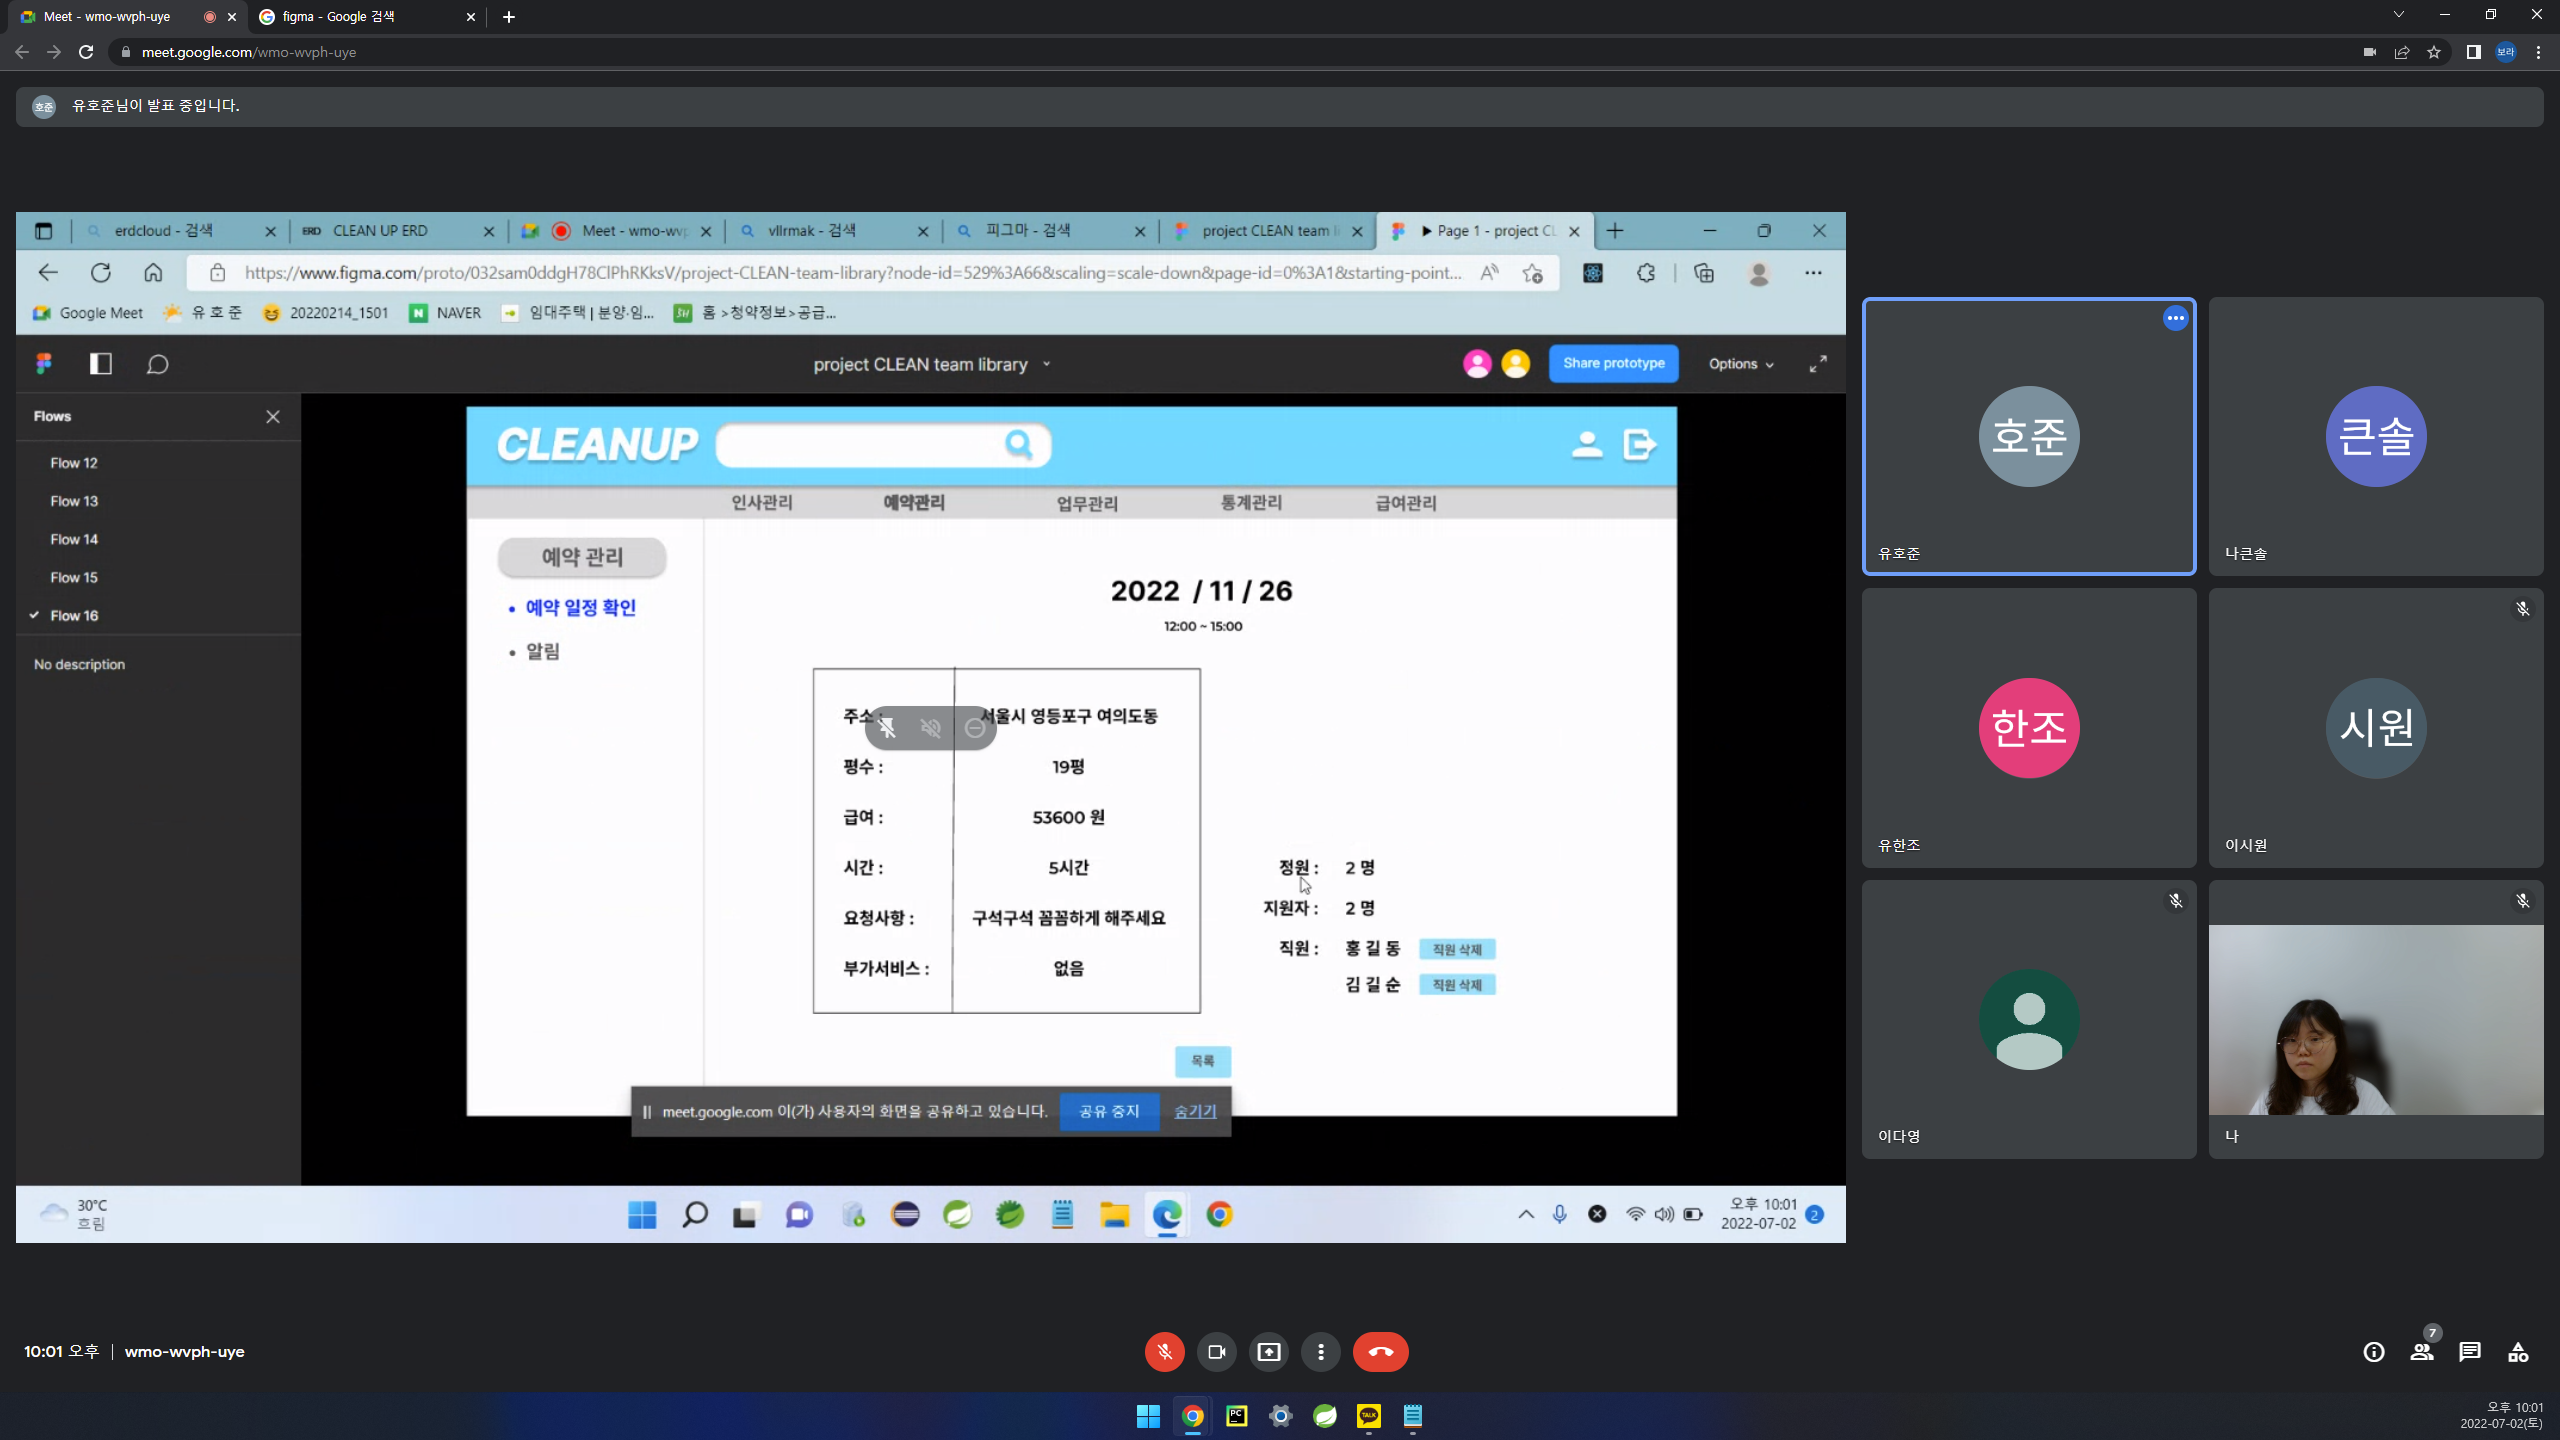 Meet - wmo-wvph-uye
figma - Google 검색
meet.google.com/wmo-wvph-uye
보라
호준
유호준님이 발표 중입니다.
erdcloud - 검색
ERD
CLEAN UP ERD
Meet - wmo-wvp
vllrmak - 검색
피그마 - 검색
project CLEAN team li
▶ Page 1 - project CL
https://www.figma.com/proto/032sam0ddgH78ClPhRKksV/project-CLEAN-team-library?node-id=529%3A66&scaling=scale-down&page-id=0%3A1&starting-point...
Google Meet
유 호 준
20220214_1501
N
NAVER
임대주택 | 분양·임...
SH
홈 >청약정보>공급...
project CLEAN team library
Share prototype
Options
Flows
Flow 12
Flow 13
Flow 14
Flow 15
Flow 16
No description
CLEANUP
인사관리
예약관리
업무관리
통계관리
급여관리
예약 관리
• 예약 일정 확인
• 알림
2022 / 11 / 26
12:00 ~ 15:00
주소 :
서울시 영등포구 여의도동
평수 :
19평
급여 :
53600 원
시간 :
5시간
요청사항 :
구석구석 꼼꼼하게 해주세요
부가서비스 :
없음
정원 :
2 명
지원자 :
2 명
직원 :
홍 길 동
직원 삭제
김 길 순
직원 삭제
목록
meet.google.com 이(가) 사용자의 화면을 공유하고 있습니다.
공유 중지
숨기기
30°C
흐림
오후 10:01
2022-07-02
2
호준
유호준
큰솔
나큰솔
한조
유한조
시원
이시원
이다영
나
10:01 오후
wmo-wvph-uye
7
PC
TALK
오후 10:01
2022-07-02(토)